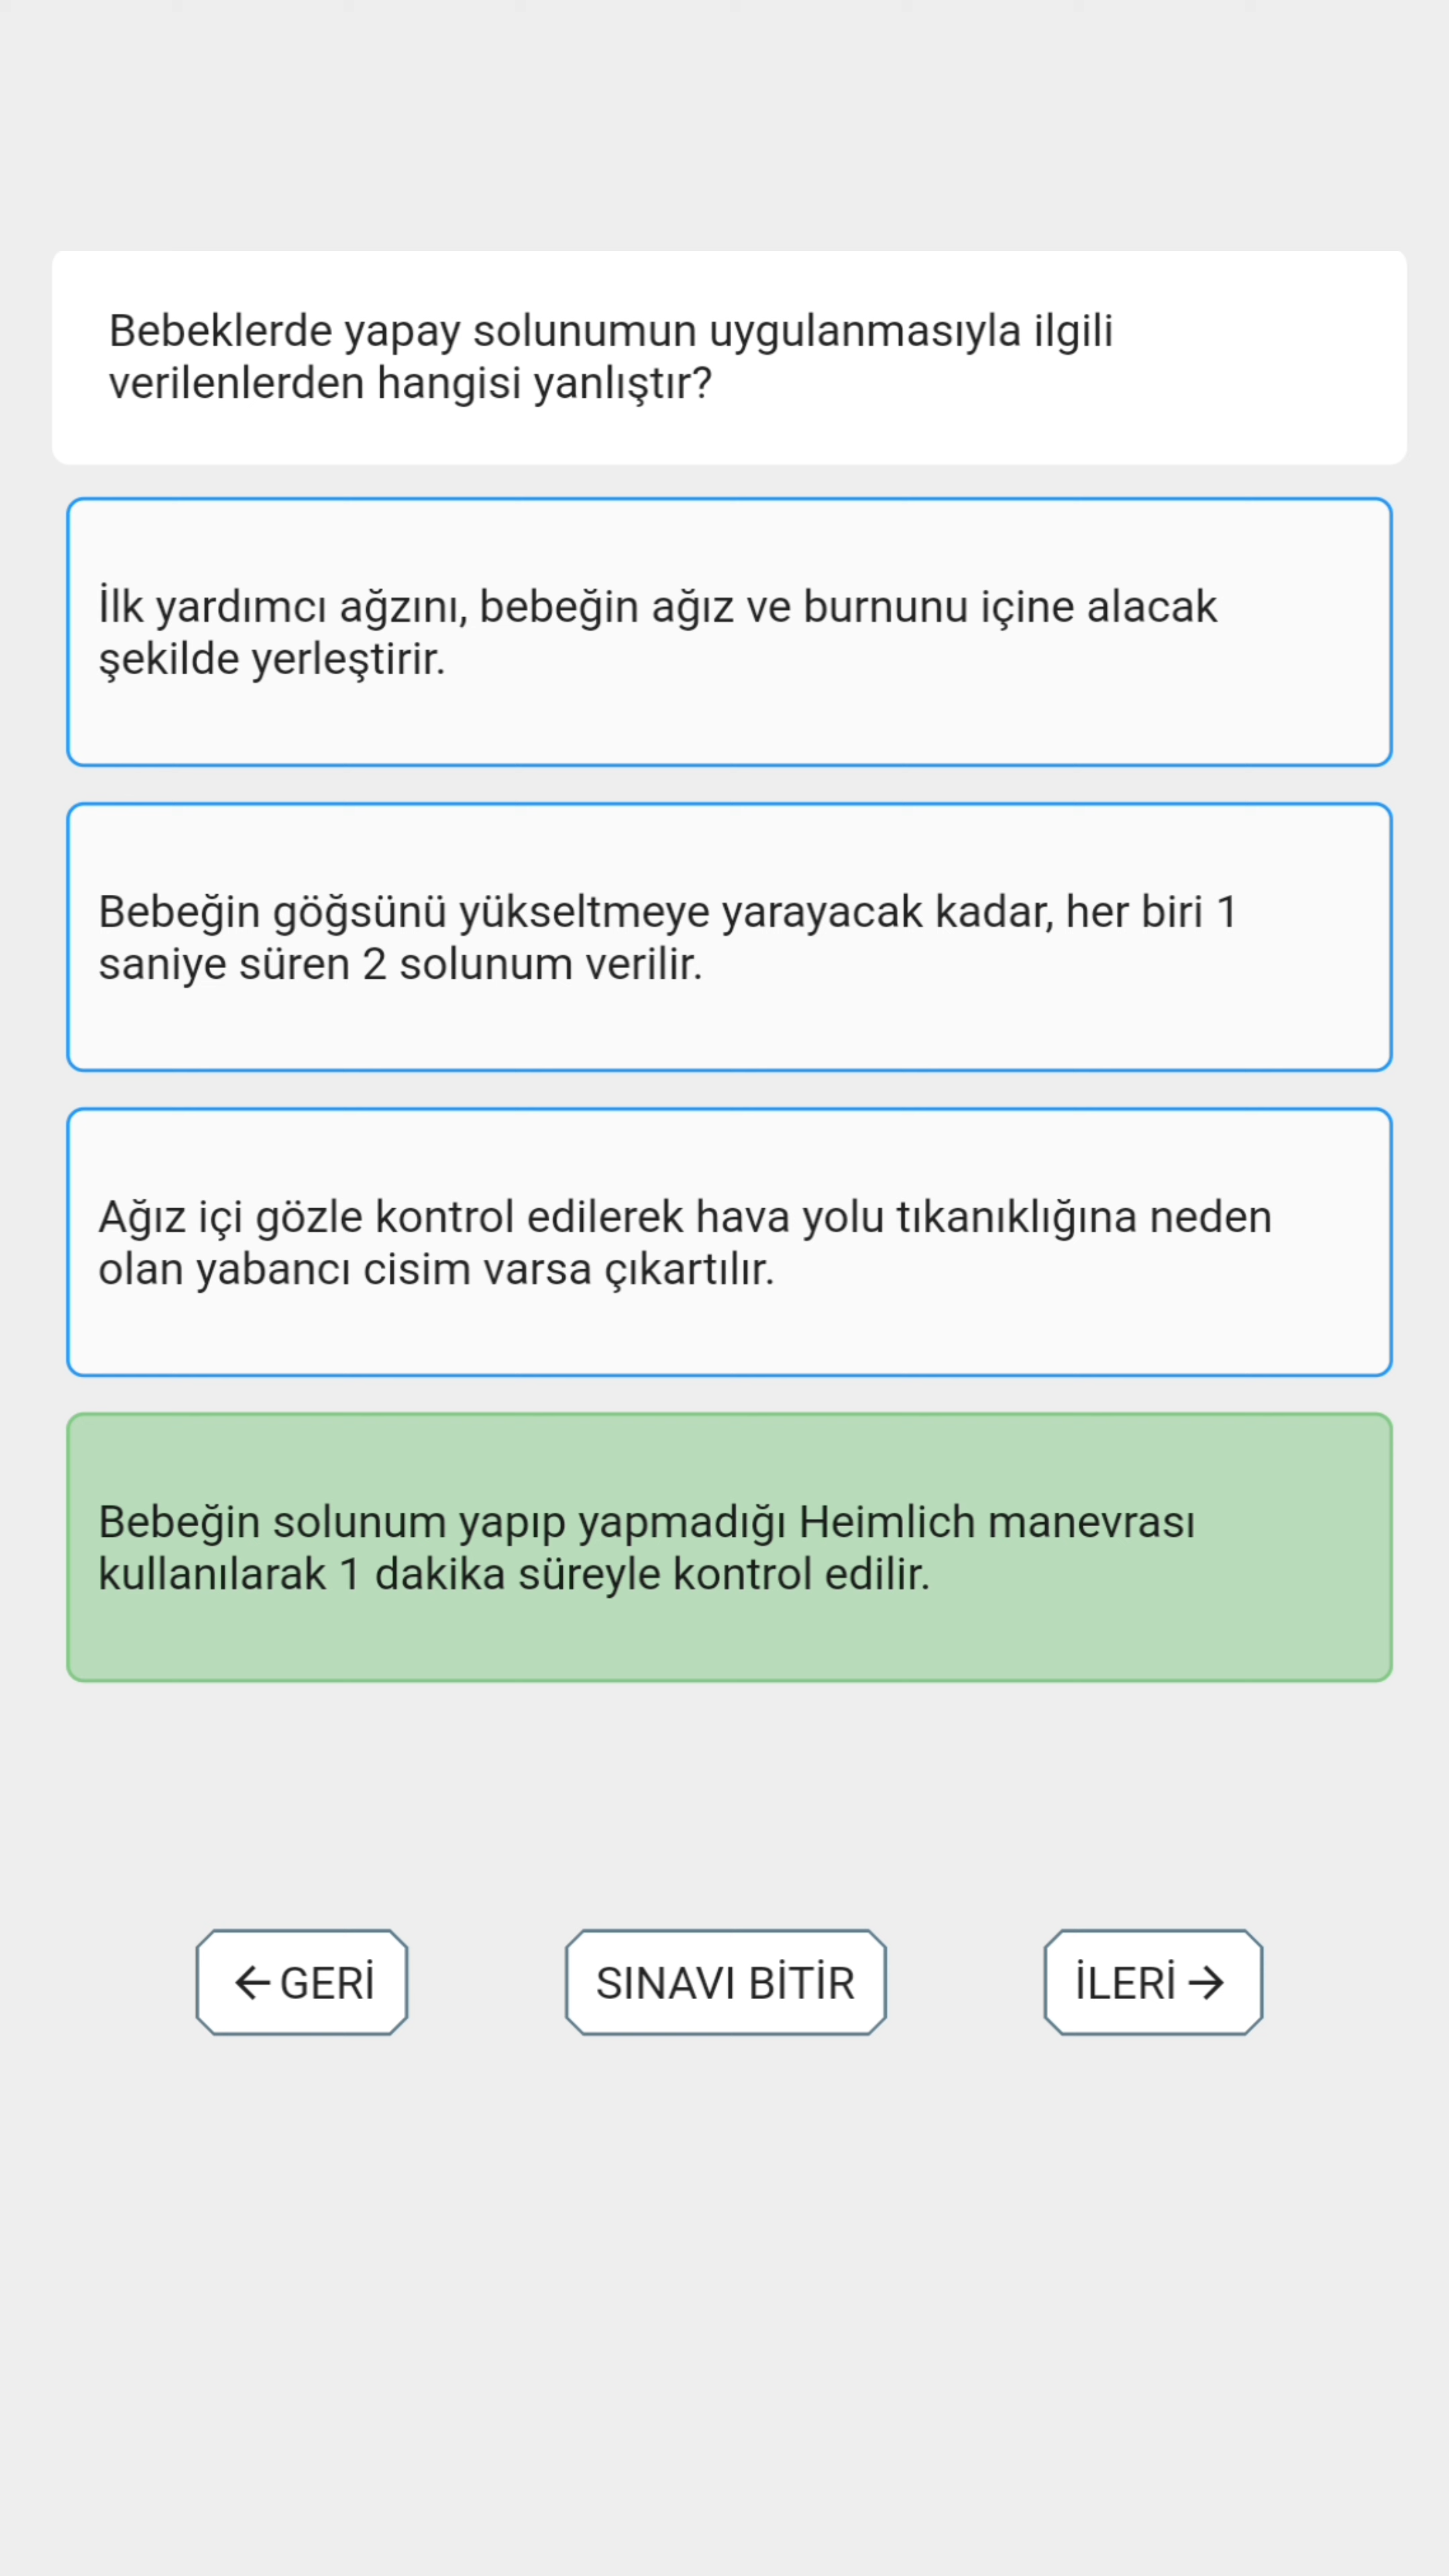 Bebeklerde yapay solunumun uygulanmasıyla ilgili
verilenlerden hangisi yanlıştır?
İlk yardımcı ağzını, bebeğin ağız ve burnunu içine alacak
şekilde yerleştirir.
Bebeğin göğsünü yükseltmeye yarayacak kadar, her biri 1
saniye süren 2 solunum verilir.
Ağız içi gözle kontrol edilerek hava yolu tıkanıklığına neden
olan yabancı cisim varsa çıkartılır.
Bebeğin solunum yapıp yapmadığı Heimlich manevrası
kullanılarak 1 dakika süreyle kontrol edilir.
← GERİ SINAVI BİTİR İLERİ →